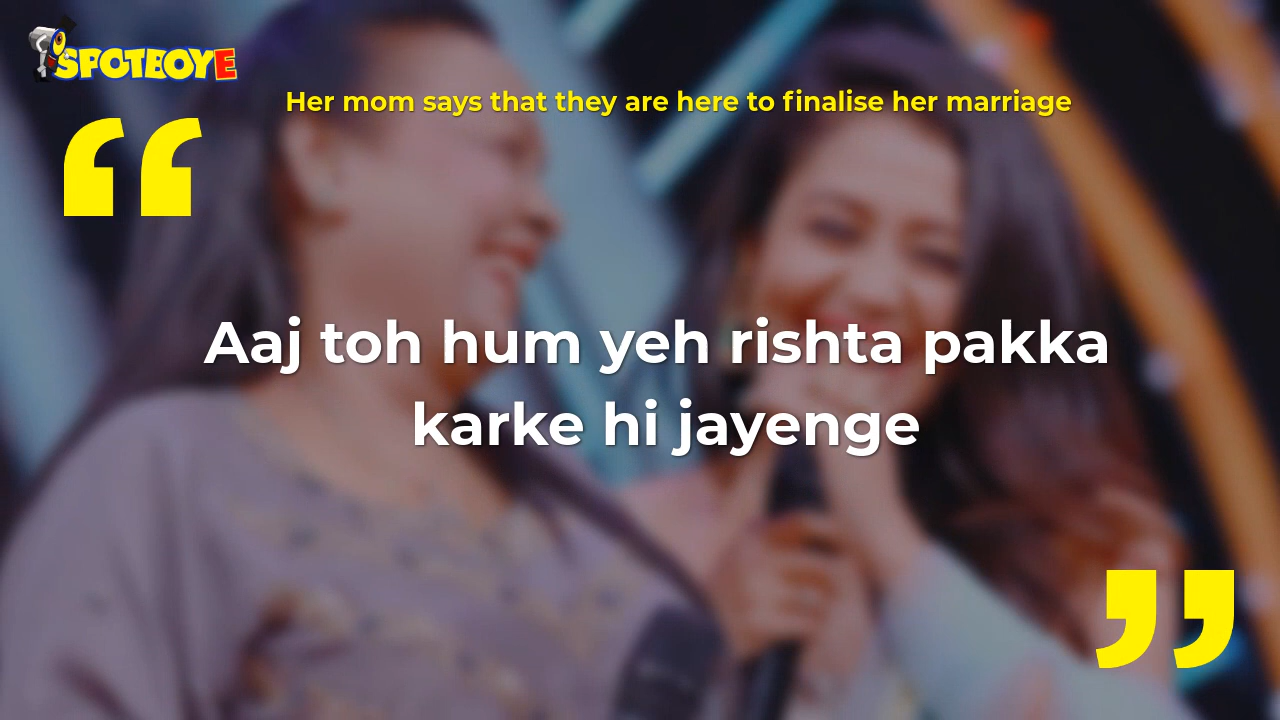 SPOTBOYE
Her mom says that they are here to finalise her marriage
“
Aaj toh hum yeh rishta pakka
karke hi jayenge
”